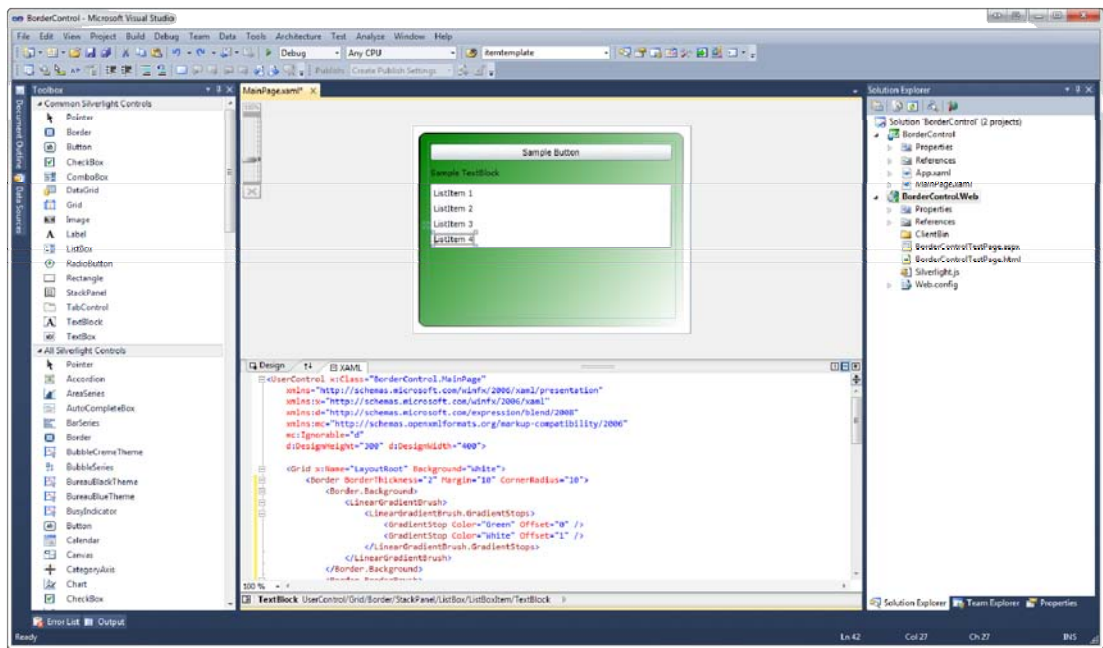 BorderControl - Microsoft Visual Studio
File Edit View Project Build Debug Team Data Tools Architecture Test Analyze Window Help
Debug Any CPU itemtemplate
Publish: Create Publish Settings
Document Outline
Data Sources
Toolbox
Common Silverlight Controls
Pointer
Border
Button
CheckBox
ComboBox
DataGrid
Grid
Image
Label
ListBox
RadioButton
Rectangle
StackPanel
TabControl
TextBlock
TextBox
All Silverlight Controls
Pointer
Accordion
AreaSeries
AutoCompleteBox
BarSeries
Border
BubbleCremeTheme
BubbleSeries
BureauBlackTheme
BureauBlueTheme
BusyIndicator
Button
Calendar
Canvas
CategoryAxis
Chart
CheckBox
MainPage.xaml*
100%
Sample Button
Sample TextBlock
ListItem 1
ListItem 2
ListItem 3
ListItem 4
Design XAML
<UserControl x:Class="BorderControl.MainPage"
xmlns="http://schemas.microsoft.com/winfx/2006/xaml/presentation"
xmlns:x="http://schemas.microsoft.com/winfx/2006/xaml"
xmlns:d="http://schemas.microsoft.com/expression/blend/2008"
xmlns:mc="http://schemas.openxmlformats.org/markup-compatibility/2006"
mc:Ignorable="d"
d:DesignHeight="300" d:DesignWidth="400">
<Grid x:Name="LayoutRoot" Background="White">
<Border BorderThickness="2" Margin="10" CornerRadius="10">
<Border.Background>
<LinearGradientBrush>
<LinearGradientBrush.GradientStops>
<GradientStop Color="Green" Offset="0" />
<GradientStop Color="White" Offset="1" />
</LinearGradientBrush.GradientStops>
</LinearGradientBrush>
</Border.Background>
<Border.BorderBrush>
100 %
TextBlock UserControl/Grid/Border/StackPanel/ListBox/ListBoxItem/TextBlock
Solution Explorer
Solution 'BorderControl' (2 projects)
BorderControl
Properties
References
App.xaml
MainPage.xaml
BorderControl.Web
Properties
References
ClientBin
BorderControlTestPage.aspx
BorderControlTestPage.html
Silverlight.js
Web.config
Solution Explorer Team Explorer Properties
Error List Output
Ready Ln 42 Col 27 Ch 27 INS